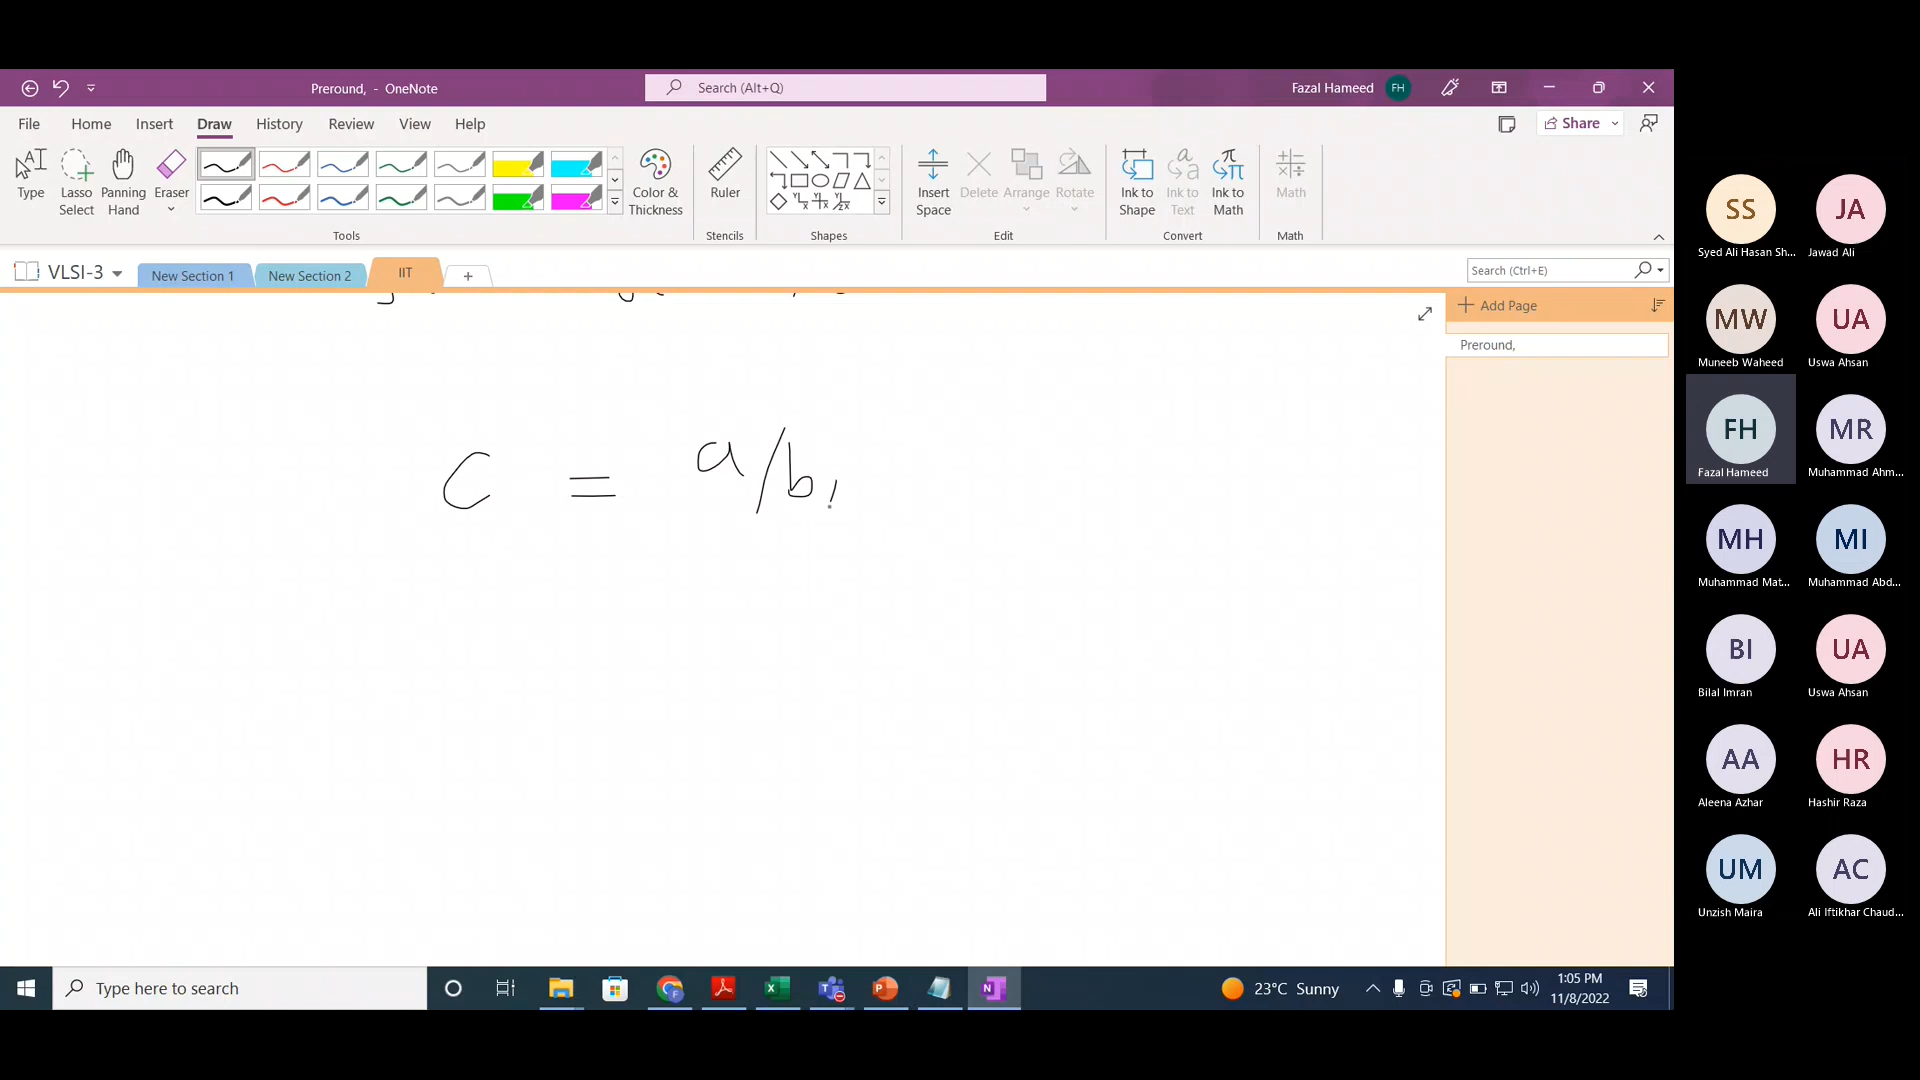 Preround, - OneNote
Search (Alt+Q)
Fazal Hameed FH
File Home Insert Draw History Review View Help
Share
Type
Lasso Select
Panning Hand
Eraser
Color & Thickness
Ruler
Insert Space
Delete
Arrange
Rotate
Ink to Shape
Ink to Text
Ink to Math
Math
Tools Stencils Shapes Edit Convert Math
VLSI-3 New Section 1 New Section 2 IIT +
Search (Ctrl+E)
Add Page
Preround,
C = a/b;
SS JA
Syed Ali Hasan Sh... Jawad Ali
MW UA
Muneeb Waheed Uswa Ahsan
FH MR
Fazal Hameed Muhammad Ahm...
MH MI
Muhammad Mat... Muhammad Abd...
BI UA
Bilal Imran Uswa Ahsan
AA HR
Aleena Azhar Hashir Raza
UM AC
Unzish Maira Ali Iftikhar Chaud...
Type here to search
23°C Sunny
1:05 PM
11/8/2022